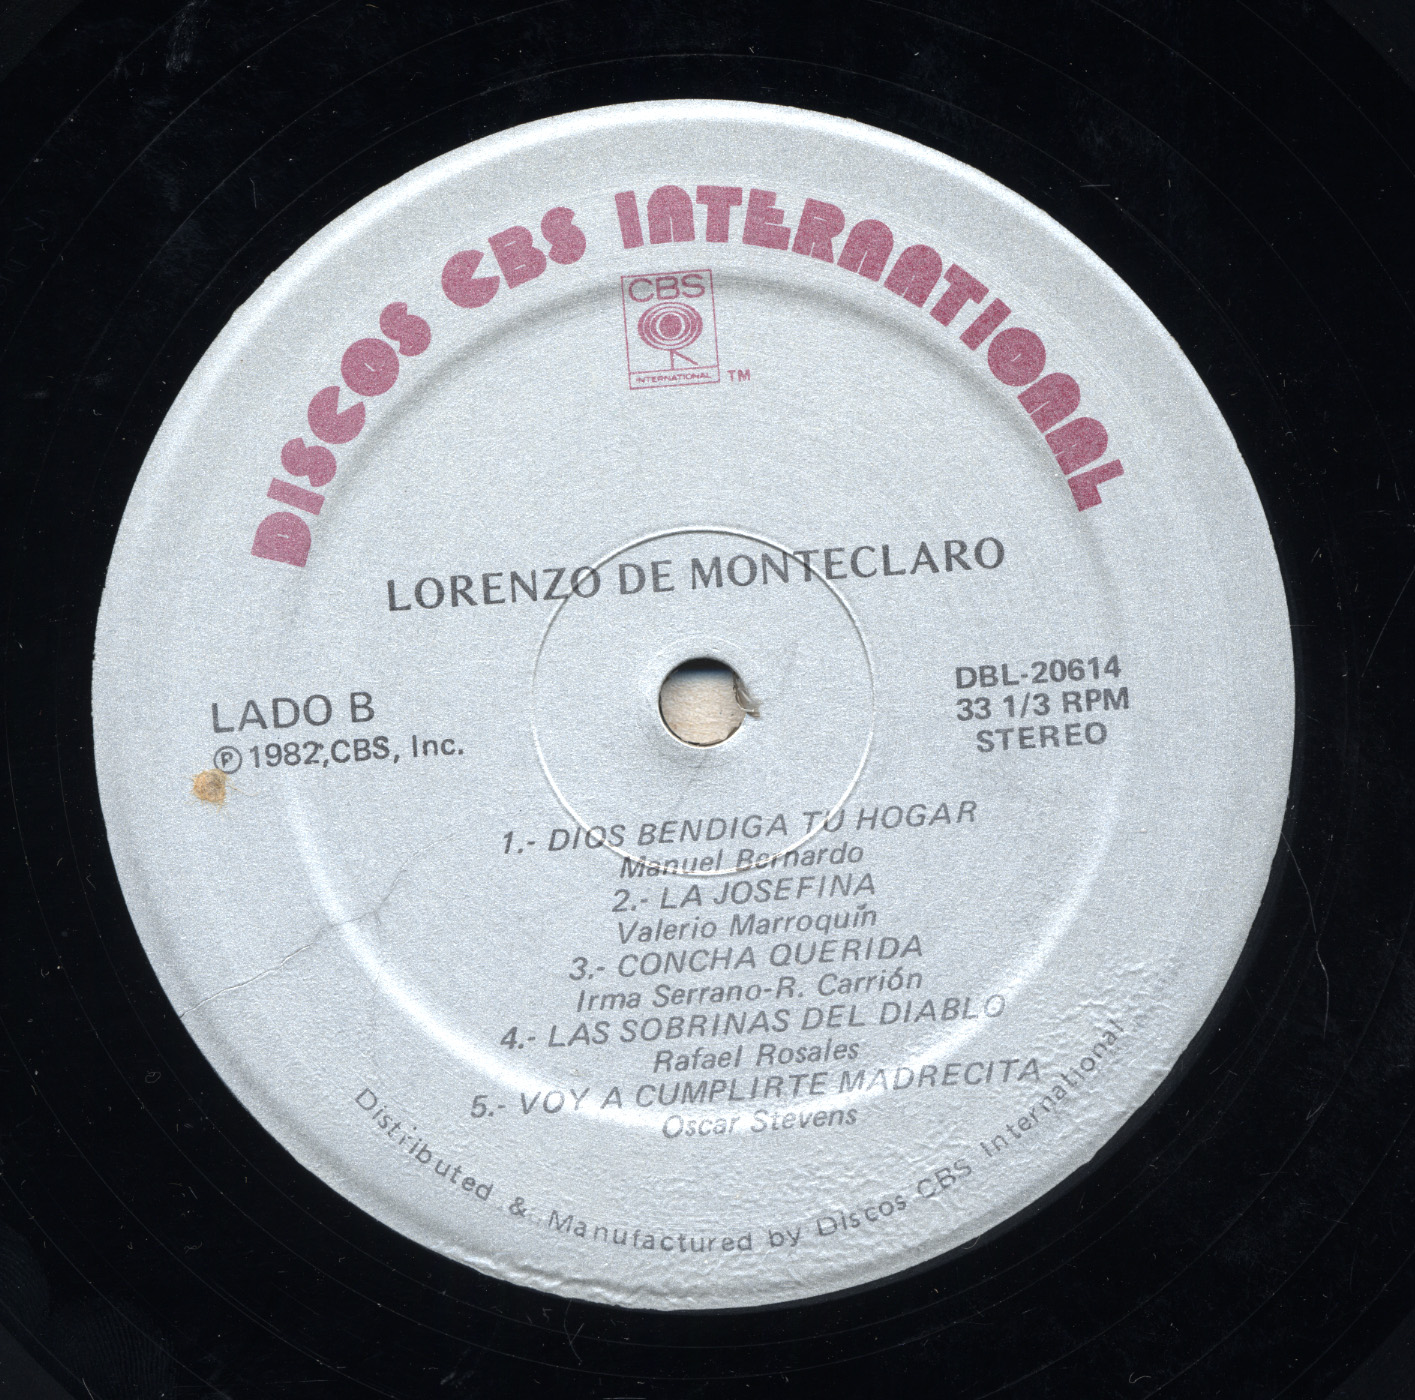 DISCOS CBS INTERNATIONAL
CBS
INTERNATIONAL
TM
LORENZO DE MONTECLARO
LADO B
℗ 1982, CBS, Inc.
DBL-20614
33 1/3 RPM
STEREO
1.- DIOS BENDIGA TU HOGAR
Manuel Bernardo
2.- LA JOSEFINA
Valerio Marroquín
3.- CONCHA QUERIDA
Irma Serrano-R. Carrión
4.- LAS SOBRINAS DEL DIABLO
Rafael Rosales
5.- VOY A CUMPLIRTE MADRECITA
Oscar Stevens
Distributed & Manufactured by Discos CBS International